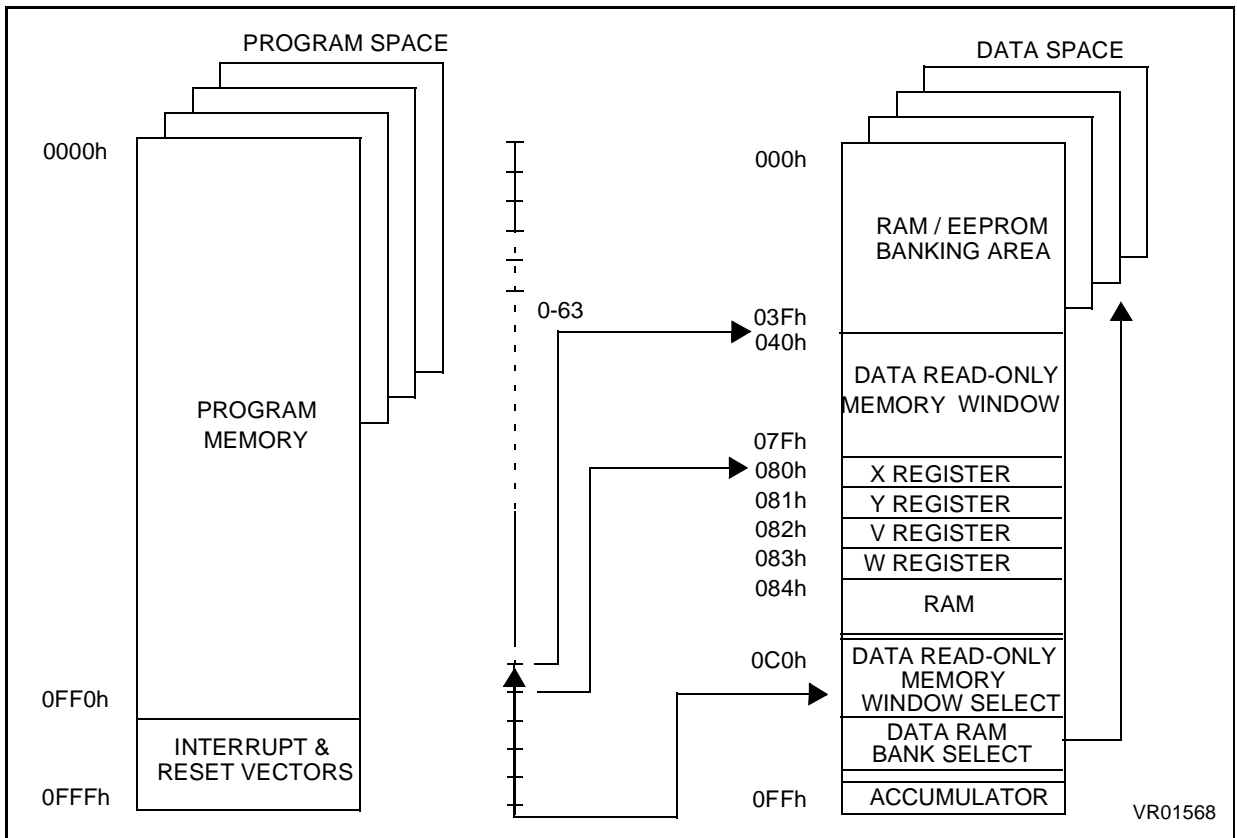 PROGRAM SPACE
0000h
PROGRAM
MEMORY
0FF0h
INTERRUPT &
RESET VECTORS
0FFFh
0-63
DATA SPACE
000h
RAM / EEPROM
BANKING AREA
03Fh
040h
DATA READ-ONLY
MEMORY WINDOW
07Fh
080h
X REGISTER
081h
Y REGISTER
082h
V REGISTER
083h
W REGISTER
084h
RAM
0C0h
DATA READ-ONLY
MEMORY
WINDOW SELECT
DATA RAM
BANK SELECT
0FFh
ACCUMULATOR
VR01568